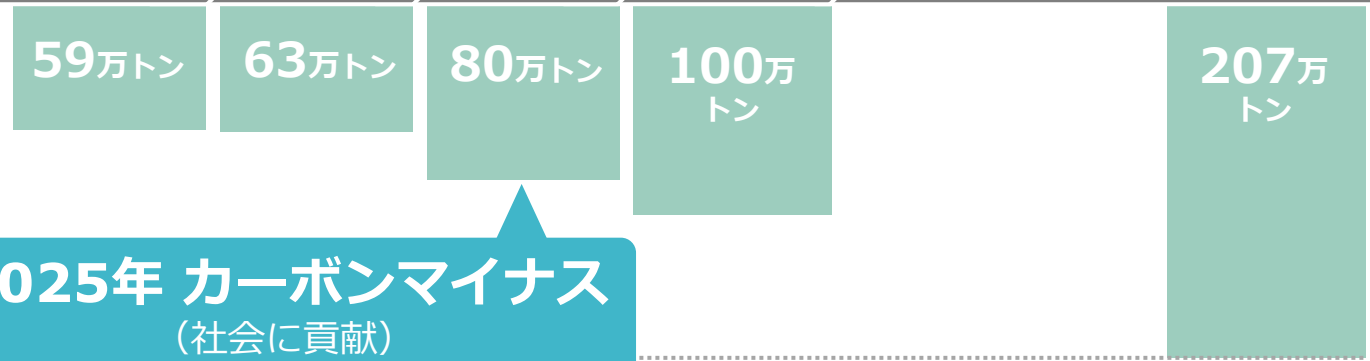 59万トン
63万トン
80万トン
100万
トン
207万
トン
025年 カーボンマイナス
（社会に貢献）